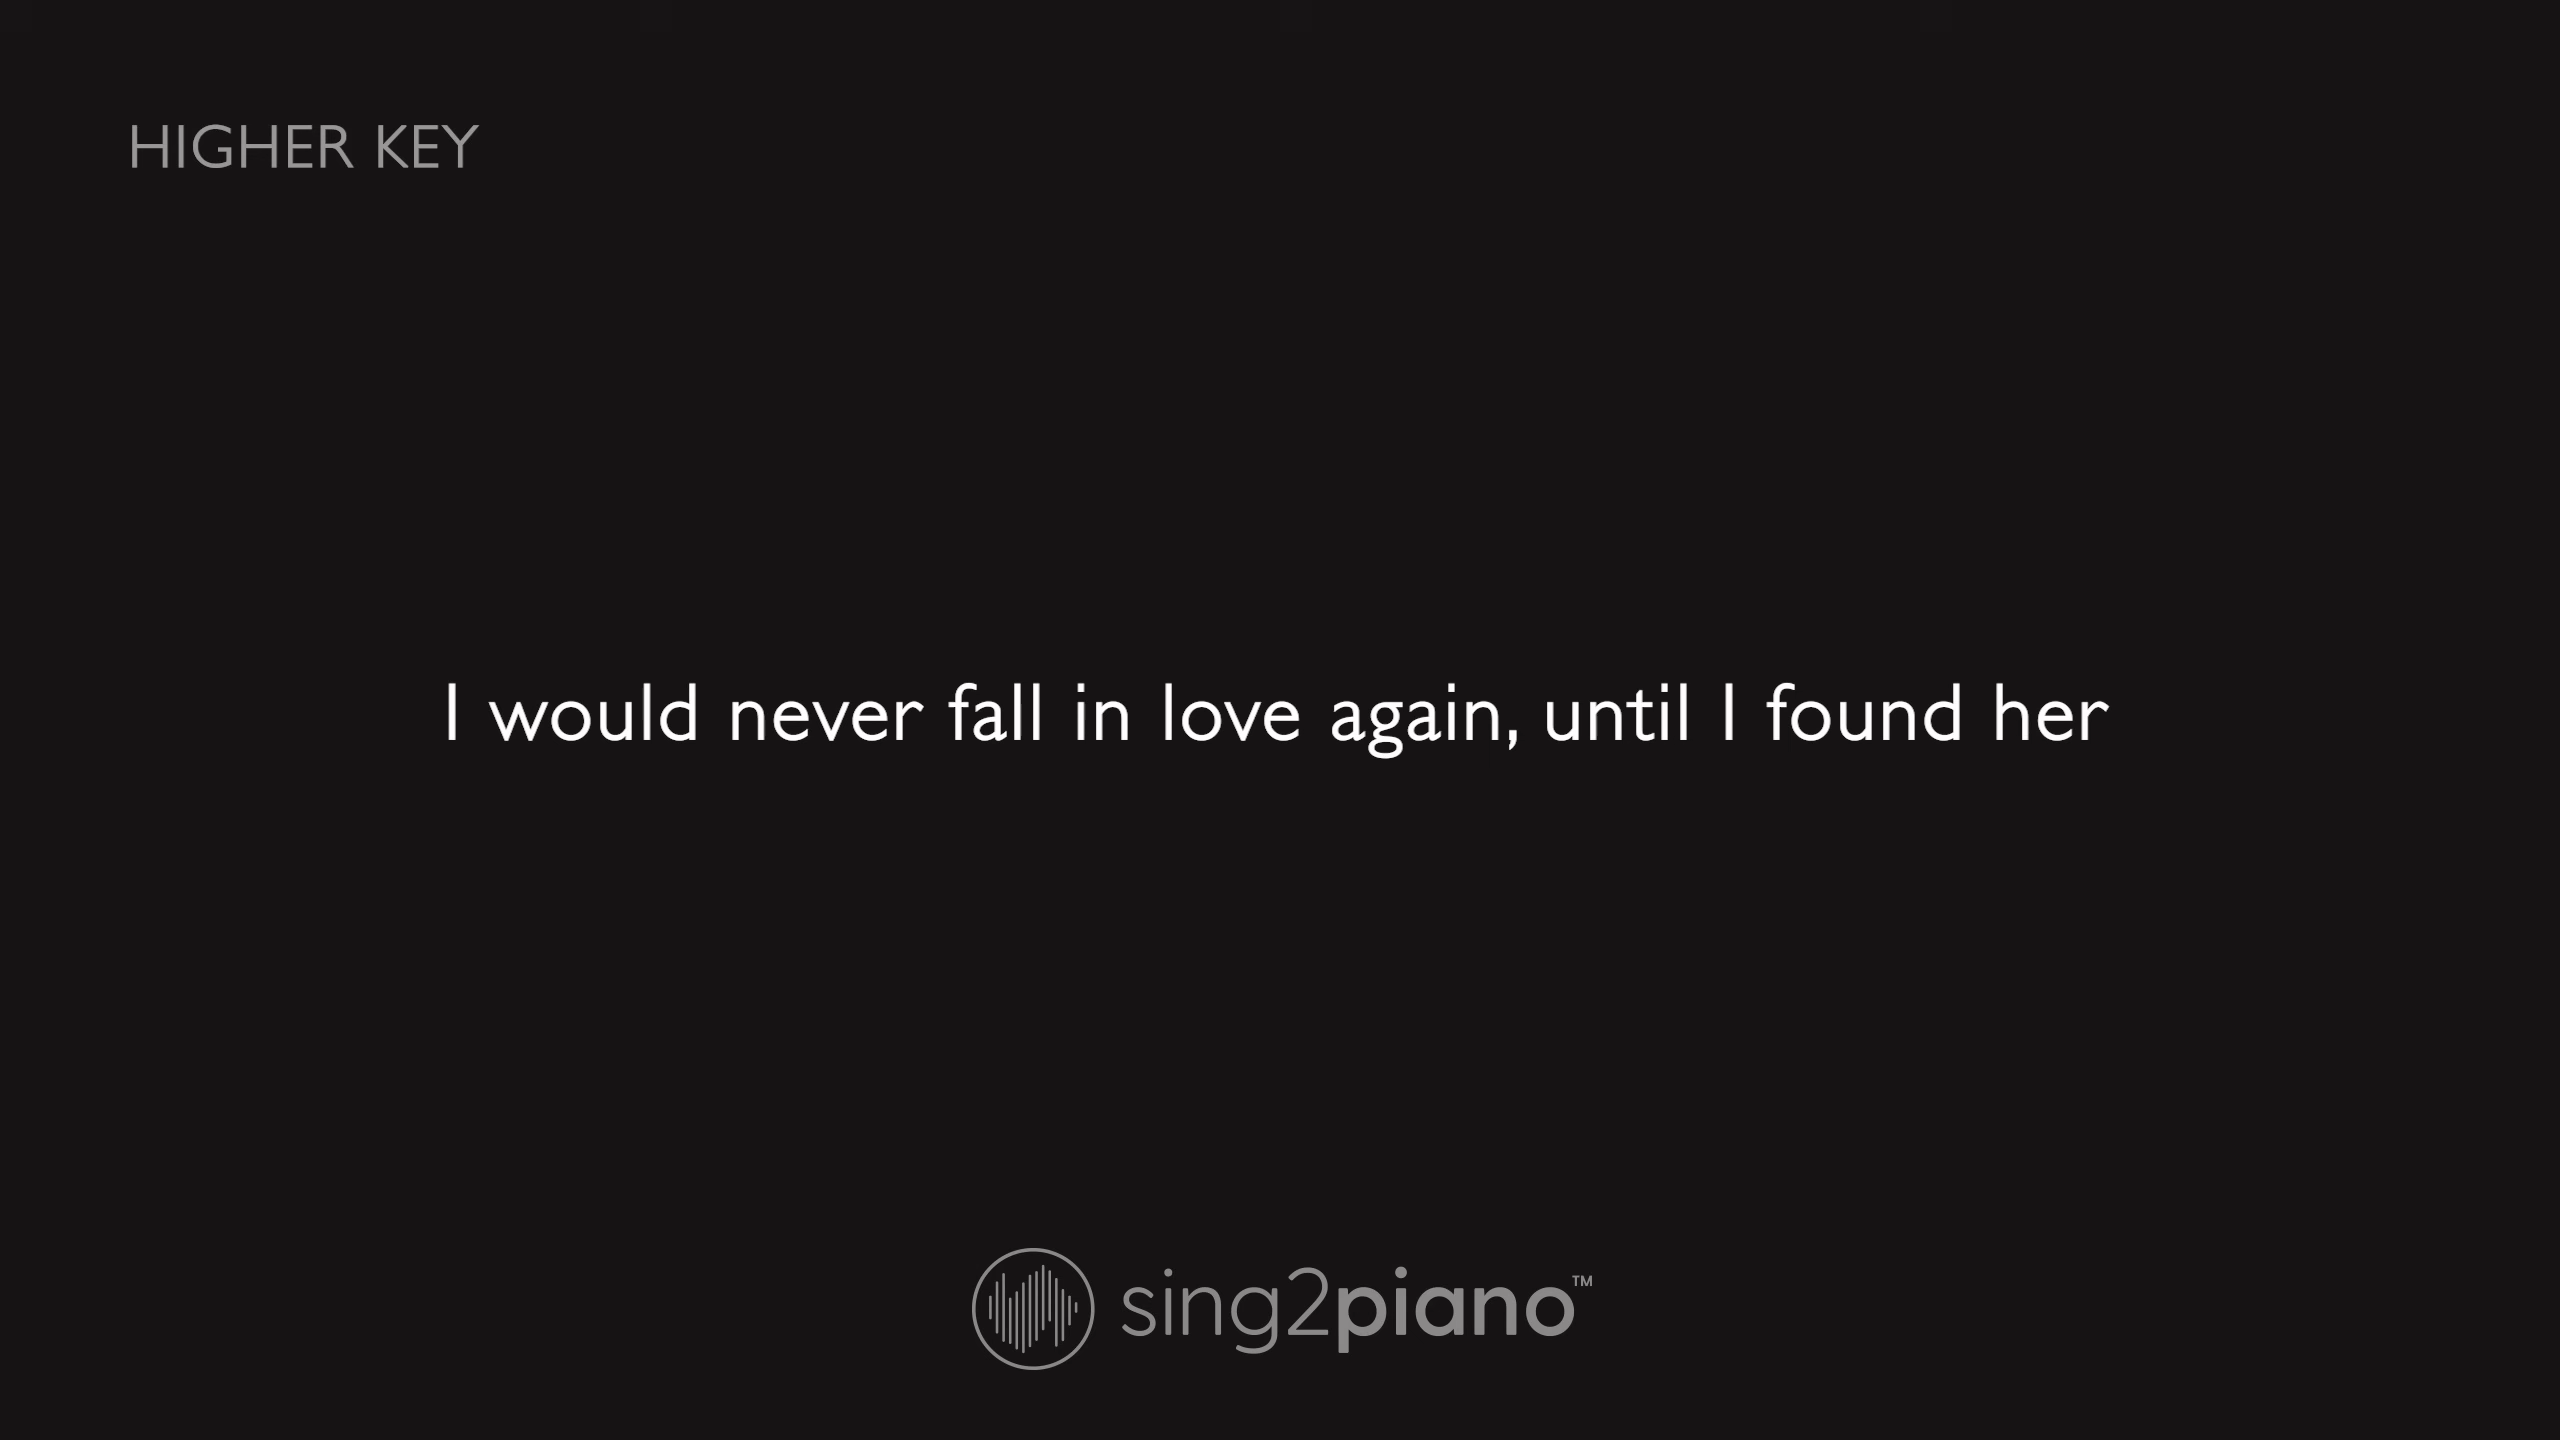 HIGHER KEY
I would never fall in love again, until I found her
sing2piano™